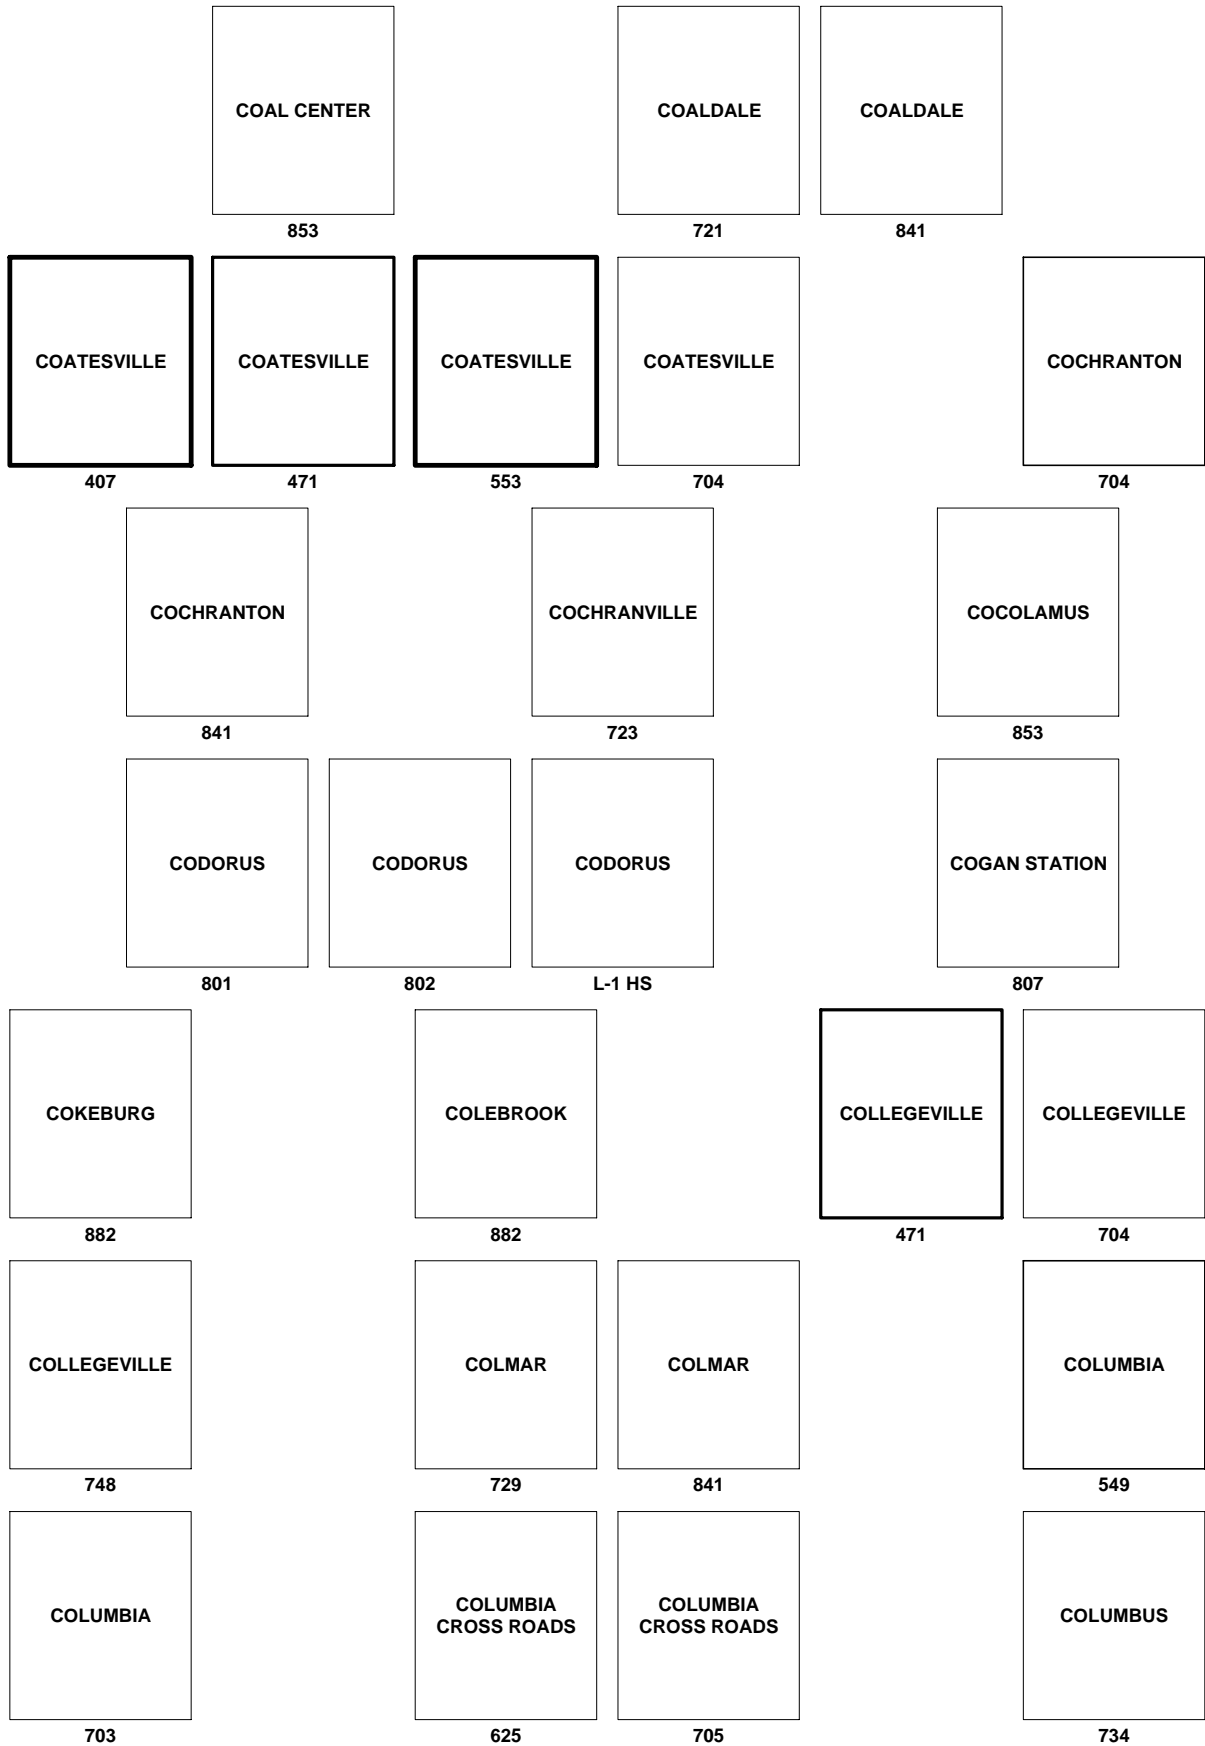 COAL CENTER
853
COALDALE
721
COALDALE
841
COATESVILLE
407
COATESVILLE
471
COATESVILLE
553
COATESVILLE
704
COCHRANTON
704
COCHRANTON
841
COCHRANVILLE
723
COCOLAMUS
853
CODORUS
801
CODORUS
802
CODORUS
L-1 HS
COGAN STATION
807
COKEBURG
882
COLEBROOK
882
COLLEGEVILLE
471
COLLEGEVILLE
704
COLLEGEVILLE
748
COLMAR
729
COLMAR
841
COLUMBIA
549
COLUMBIA
703
COLUMBIA
CROSS ROADS
625
COLUMBIA
CROSS ROADS
705
COLUMBUS
734